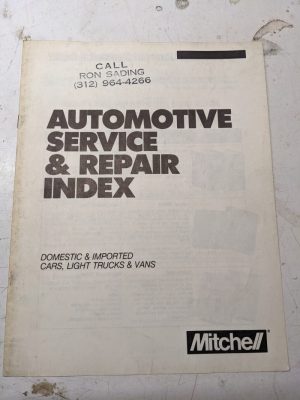 CALL
RON SADING
(312) 964-4266
AUTOMOTIVE
SERVICE
& REPAIR
INDEX
DOMESTIC & IMPORTED
CARS, LIGHT TRUCKS & VANS
Mitchell